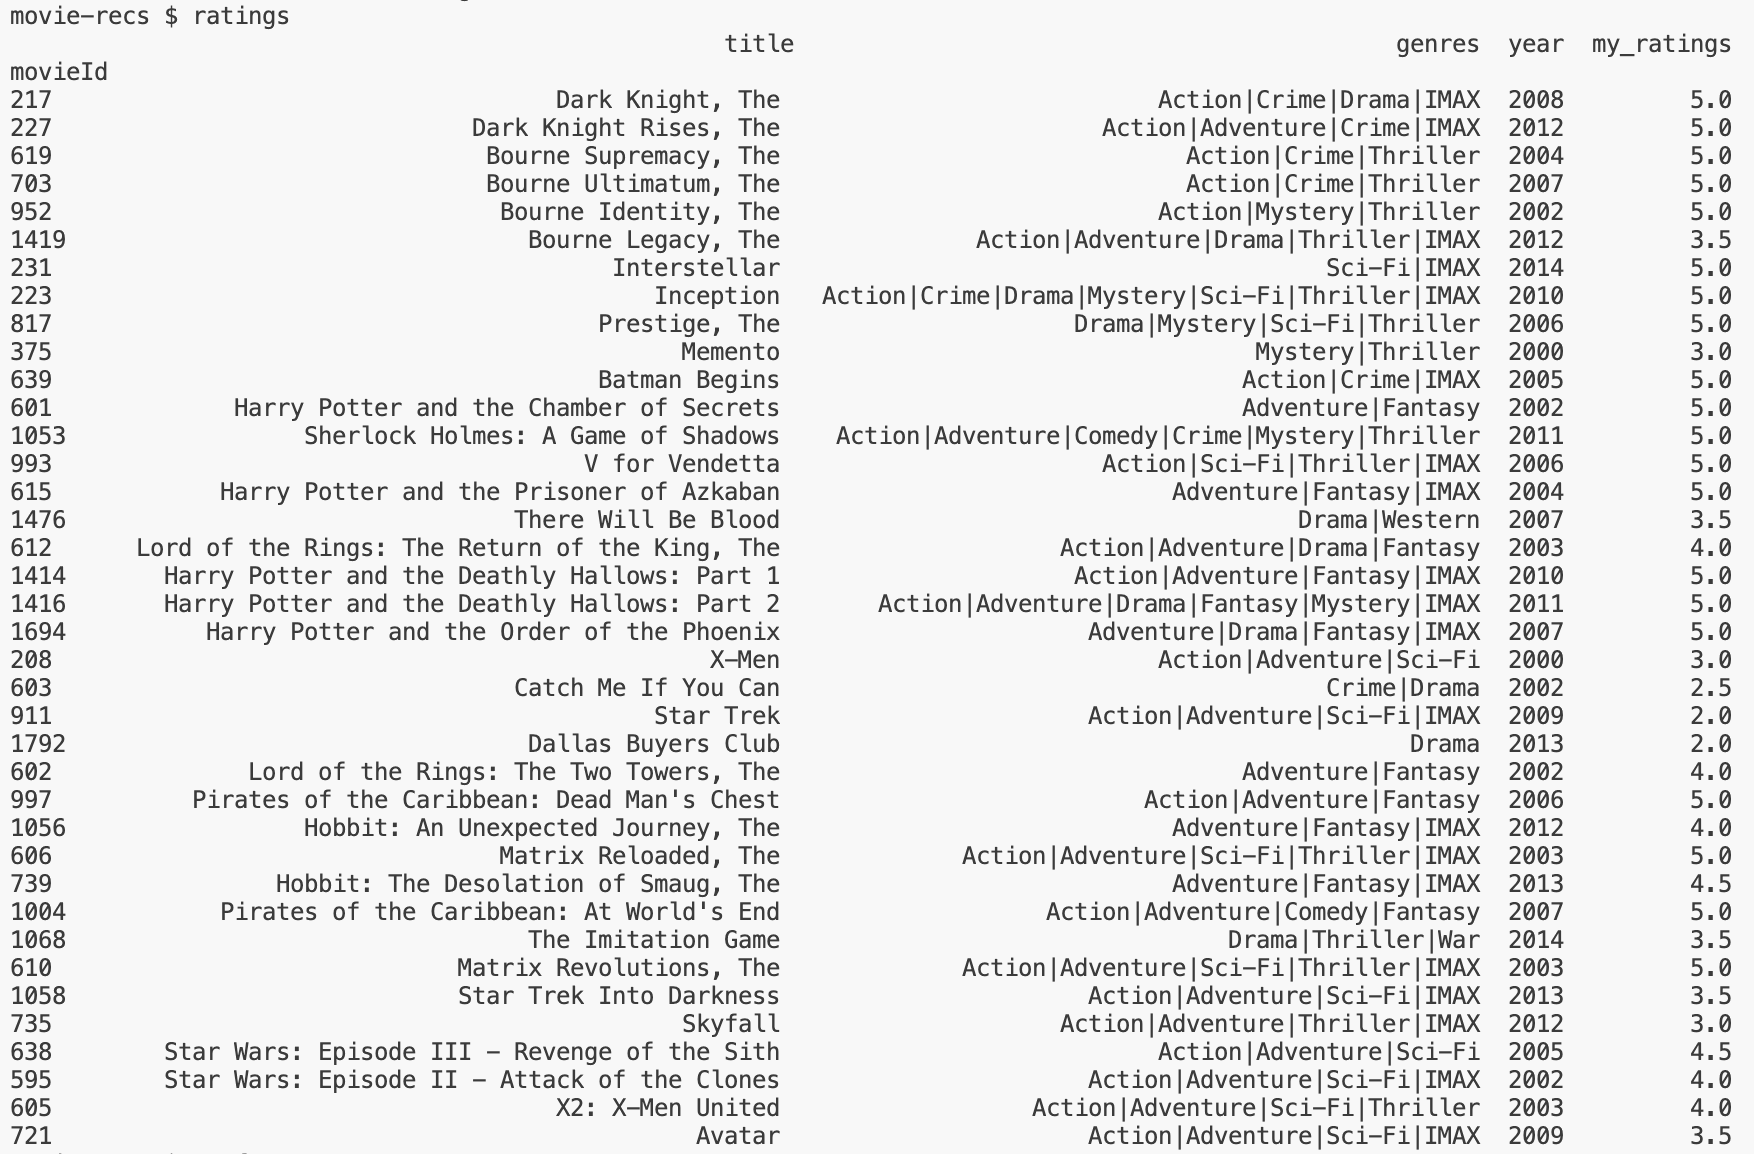 movie-recs $ ratings
title genres year my_ratings
movieId
217 Dark Knight, The Action|Crime|Drama|IMAX 2008 5.0
227 Dark Knight Rises, The Action|Adventure|Crime|IMAX 2012 5.0
619 Bourne Supremacy, The Action|Crime|Thriller 2004 5.0
703 Bourne Ultimatum, The Action|Crime|Thriller 2007 5.0
952 Bourne Identity, The Action|Mystery|Thriller 2002 5.0
1419 Bourne Legacy, The Action|Adventure|Drama|Thriller|IMAX 2012 3.5
231 Interstellar Sci-Fi|IMAX 2014 5.0
223 Inception Action|Crime|Drama|Mystery|Sci-Fi|Thriller|IMAX 2010 5.0
817 Prestige, The Drama|Mystery|Sci-Fi|Thriller 2006 5.0
375 Memento Mystery|Thriller 2000 3.0
639 Batman Begins Action|Crime|IMAX 2005 5.0
601 Harry Potter and the Chamber of Secrets Adventure|Fantasy 2002 5.0
1053 Sherlock Holmes: A Game of Shadows Action|Adventure|Comedy|Crime|Mystery|Thriller 2011 5.0
993 V for Vendetta Action|Sci-Fi|Thriller|IMAX 2006 5.0
615 Harry Potter and the Prisoner of Azkaban Adventure|Fantasy|IMAX 2004 5.0
1476 There Will Be Blood Drama|Western 2007 3.5
612 Lord of the Rings: The Return of the King, The Action|Adventure|Drama|Fantasy 2003 4.0
1414 Harry Potter and the Deathly Hallows: Part 1 Action|Adventure|Fantasy|IMAX 2010 5.0
1416 Harry Potter and the Deathly Hallows: Part 2 Action|Adventure|Drama|Fantasy|Mystery|IMAX 2011 5.0
1694 Harry Potter and the Order of the Phoenix Adventure|Drama|Fantasy|IMAX 2007 5.0
208 X-Men Action|Adventure|Sci-Fi 2000 3.0
603 Catch Me If You Can Crime|Drama 2002 2.5
911 Star Trek Action|Adventure|Sci-Fi|IMAX 2009 2.0
1792 Dallas Buyers Club Drama 2013 2.0
602 Lord of the Rings: The Two Towers, The Adventure|Fantasy 2002 4.0
997 Pirates of the Caribbean: Dead Man's Chest Action|Adventure|Fantasy 2006 5.0
1056 Hobbit: An Unexpected Journey, The Adventure|Fantasy|IMAX 2012 4.0
606 Matrix Reloaded, The Action|Adventure|Sci-Fi|Thriller|IMAX 2003 5.0
739 Hobbit: The Desolation of Smaug, The Adventure|Fantasy|IMAX 2013 4.5
1004 Pirates of the Caribbean: At World's End Action|Adventure|Comedy|Fantasy 2007 5.0
1068 The Imitation Game Drama|Thriller|War 2014 3.5
610 Matrix Revolutions, The Action|Adventure|Sci-Fi|Thriller|IMAX 2003 5.0
1058 Star Trek Into Darkness Action|Adventure|Sci-Fi|IMAX 2013 3.5
735 Skyfall Action|Adventure|Thriller|IMAX 2012 3.0
638 Star Wars: Episode III - Revenge of the Sith Action|Adventure|Sci-Fi 2005 4.5
595 Star Wars: Episode II - Attack of the Clones Action|Adventure|Sci-Fi|IMAX 2002 4.0
605 X2: X-Men United Action|Adventure|Sci-Fi|Thriller 2003 4.0
721 Avatar Action|Adventure|Sci-Fi|IMAX 2009 3.5